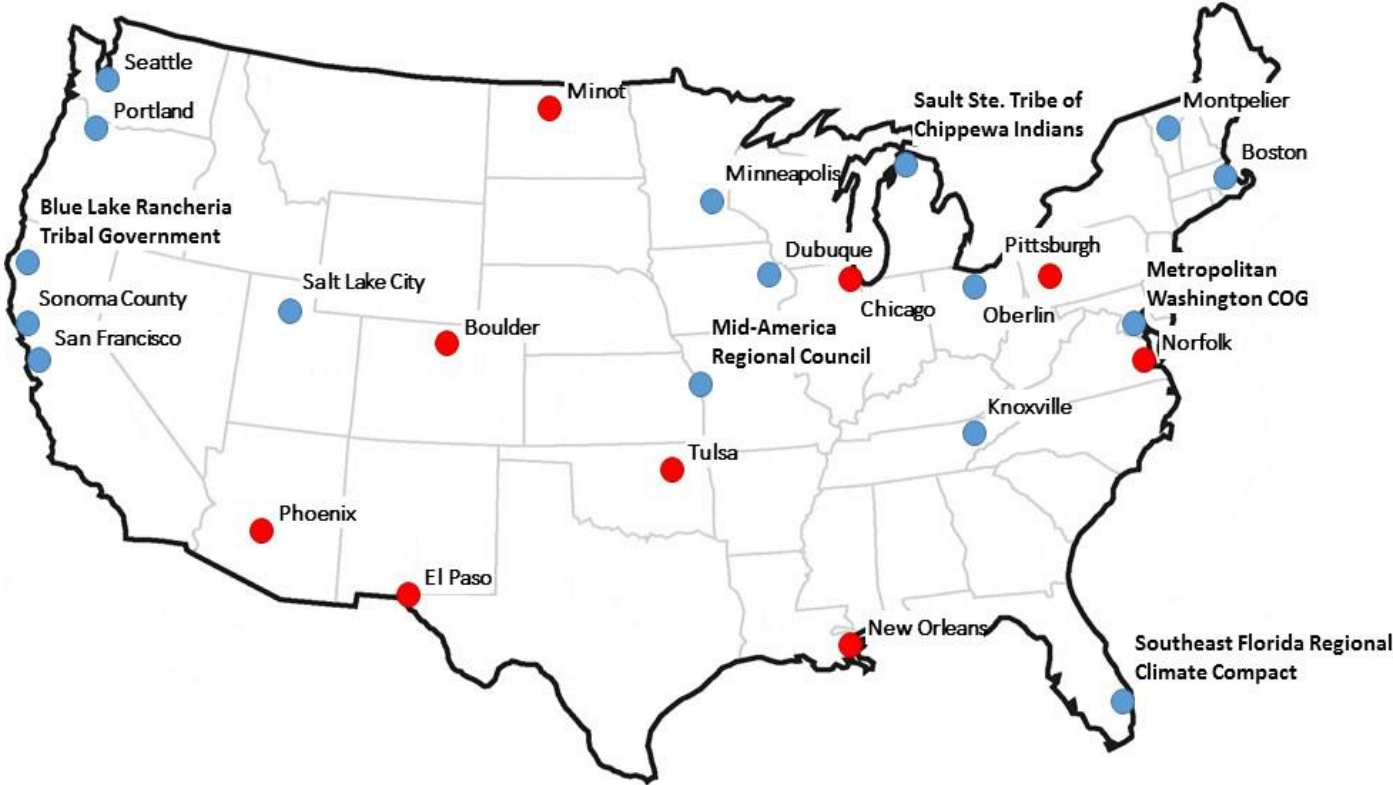 Seattle
Portland
Minot
Sault Ste. Tribe of
Chippewa Indians
Montpelier
Boston
Minneapolis
Blue Lake Rancheria
Tribal Government
Dubuque
Pittsburgh
Salt Lake City
Metropolitan
Washington COG
Sonoma County
San Francisco
Boulder
Chicago
Oberlin
Mid-America
Regional Council
Norfolk
Knoxville
Tulsa
Phoenix
El Paso
New Orleans
Southeast Florida Regional
Climate Compact